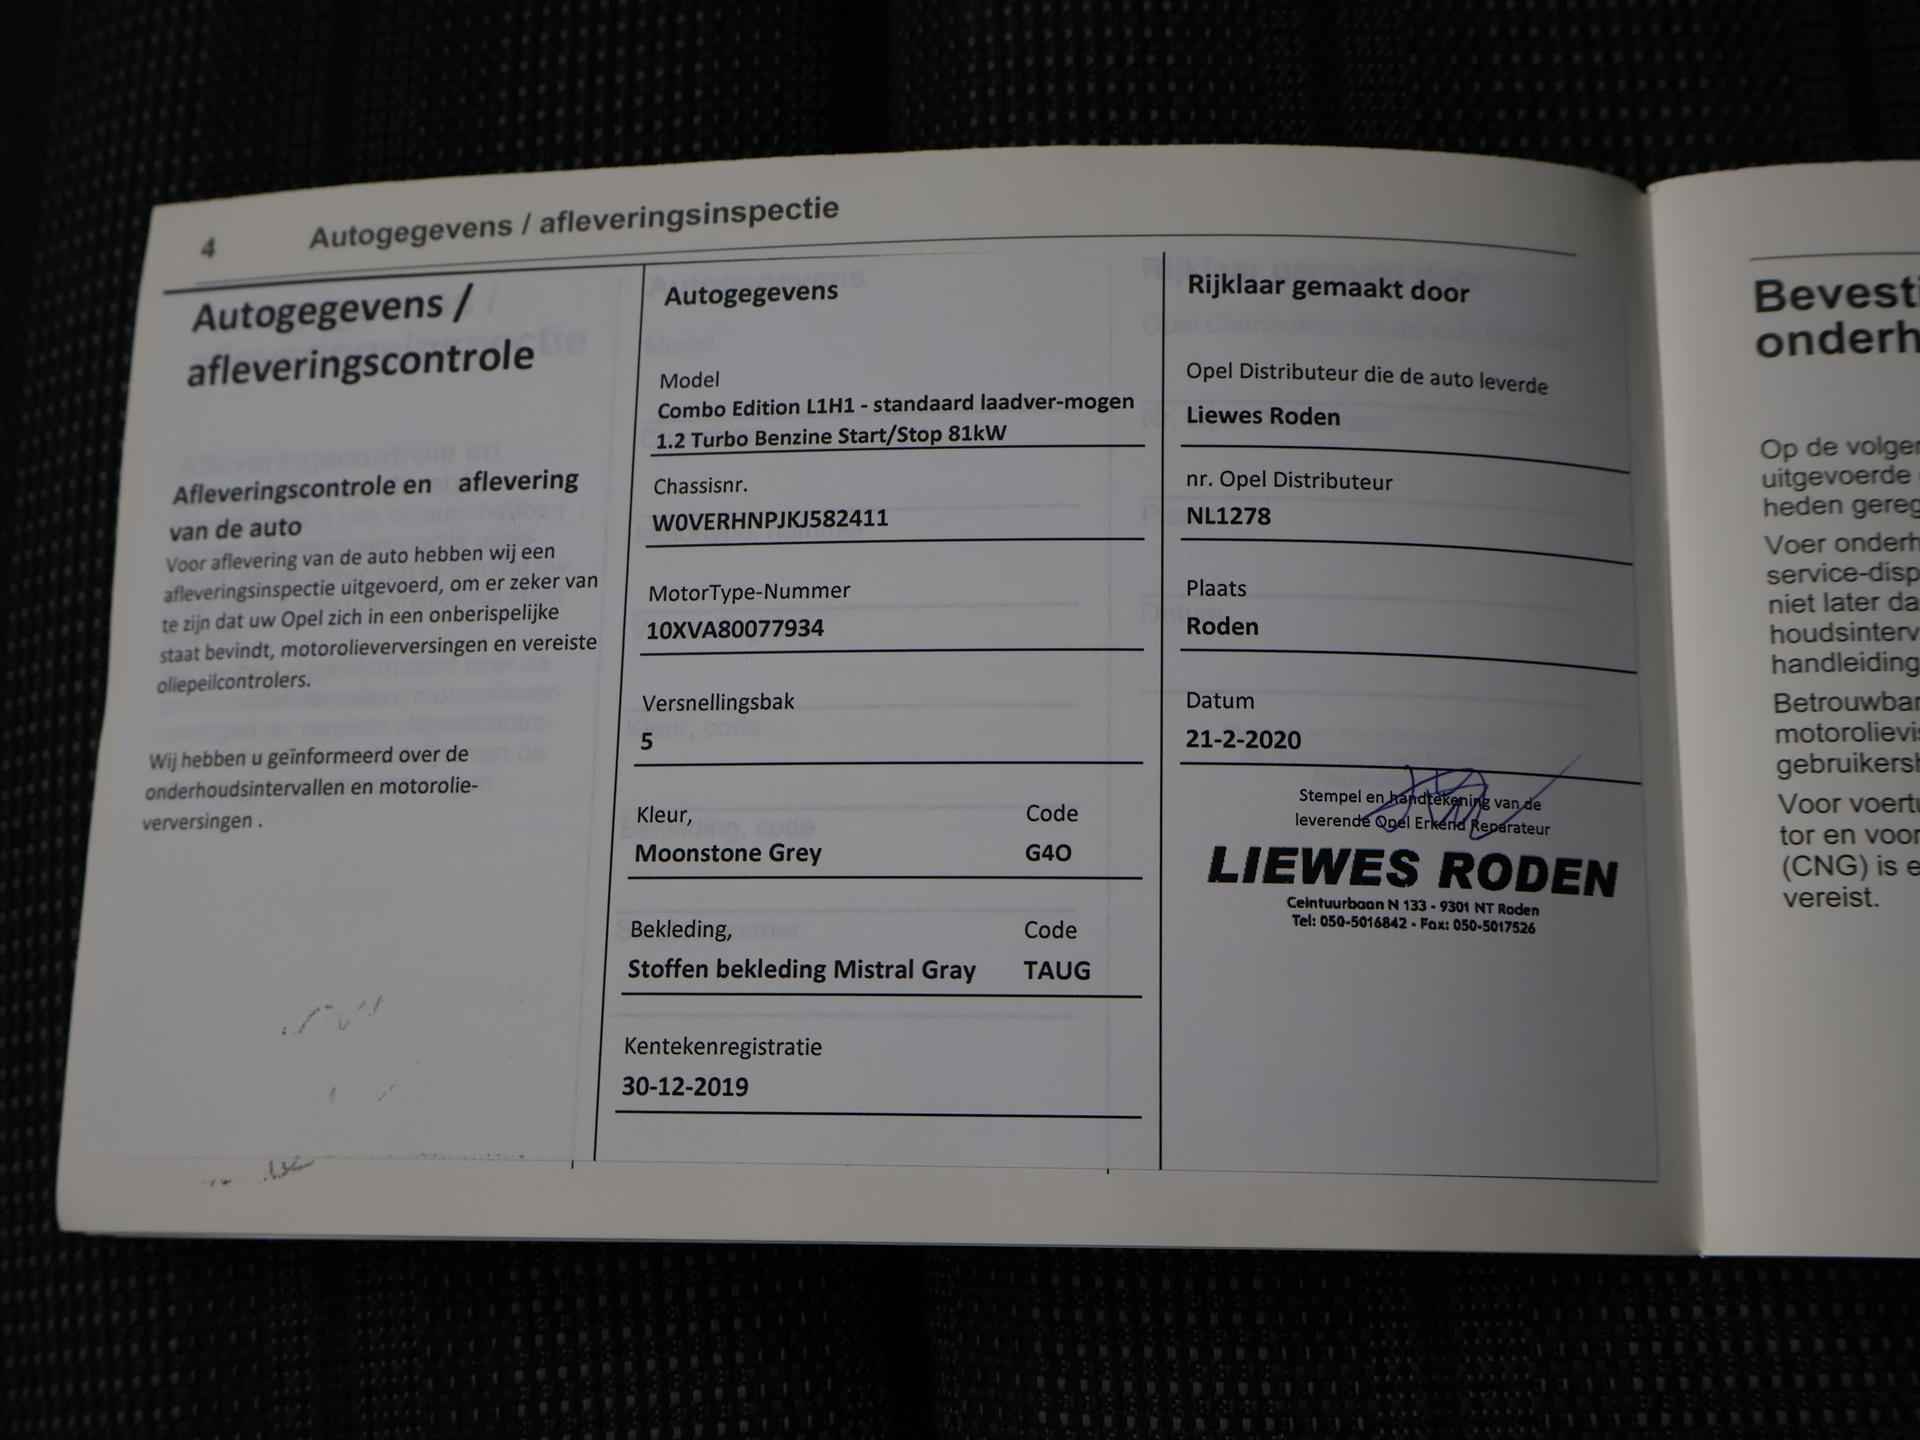 4 Autogegevens / afleveringsinspectie
Autogegevens /
afleveringscontrole
Afleveringscontrole en aflevering
van de auto
Voor aflevering van de auto hebben wij een
afleveringsinspectie uitgevoerd, om er zeker van
te zijn dat uw Opel zich in een onberispelijke
staat bevindt, motorolieverversingen en vereiste
oliepeilcontrolers.
Wij hebben u geïnformeerd over de
onderhoudsintervallen en motorolie-
verversingen .
Autogegevens
Model
Combo Edition L1H1 - standaard laadver-mogen
1.2 Turbo Benzine Start/Stop 81kW
Chassisnr.
W0VERHNPJKJ582411
MotorType-Nummer
10XVA80077934
Versnellingsbak
5
Kleur, Code
Moonstone Grey G4O
Bekleding, Code
Stoffen bekleding Mistral Gray TAUG
Kentekenregistratie
30-12-2019
Rijklaar gemaakt door
Opel Distributeur die de auto leverde
Liewes Roden
nr. Opel Distributeur
NL1278
Plaats
Roden
Datum
21-2-2020
Stempel en handtekening van de
leverende Opel Erkend Reparateur
LIEWES RODEN
Ceintuurbaan N 133 - 9301 NT Roden
Tel: 050-5016842 - Fax: 050-5017526
Bevesti
onderh
Op de volger
uitgevoerde
heden gereg
Voer onderh
service-disp
niet later da
houdsinterv
handleiding
Betrouwbar
motorolievi
gebruikersh
Voor voertu
tor en voor
(CNG) is e
vereist.